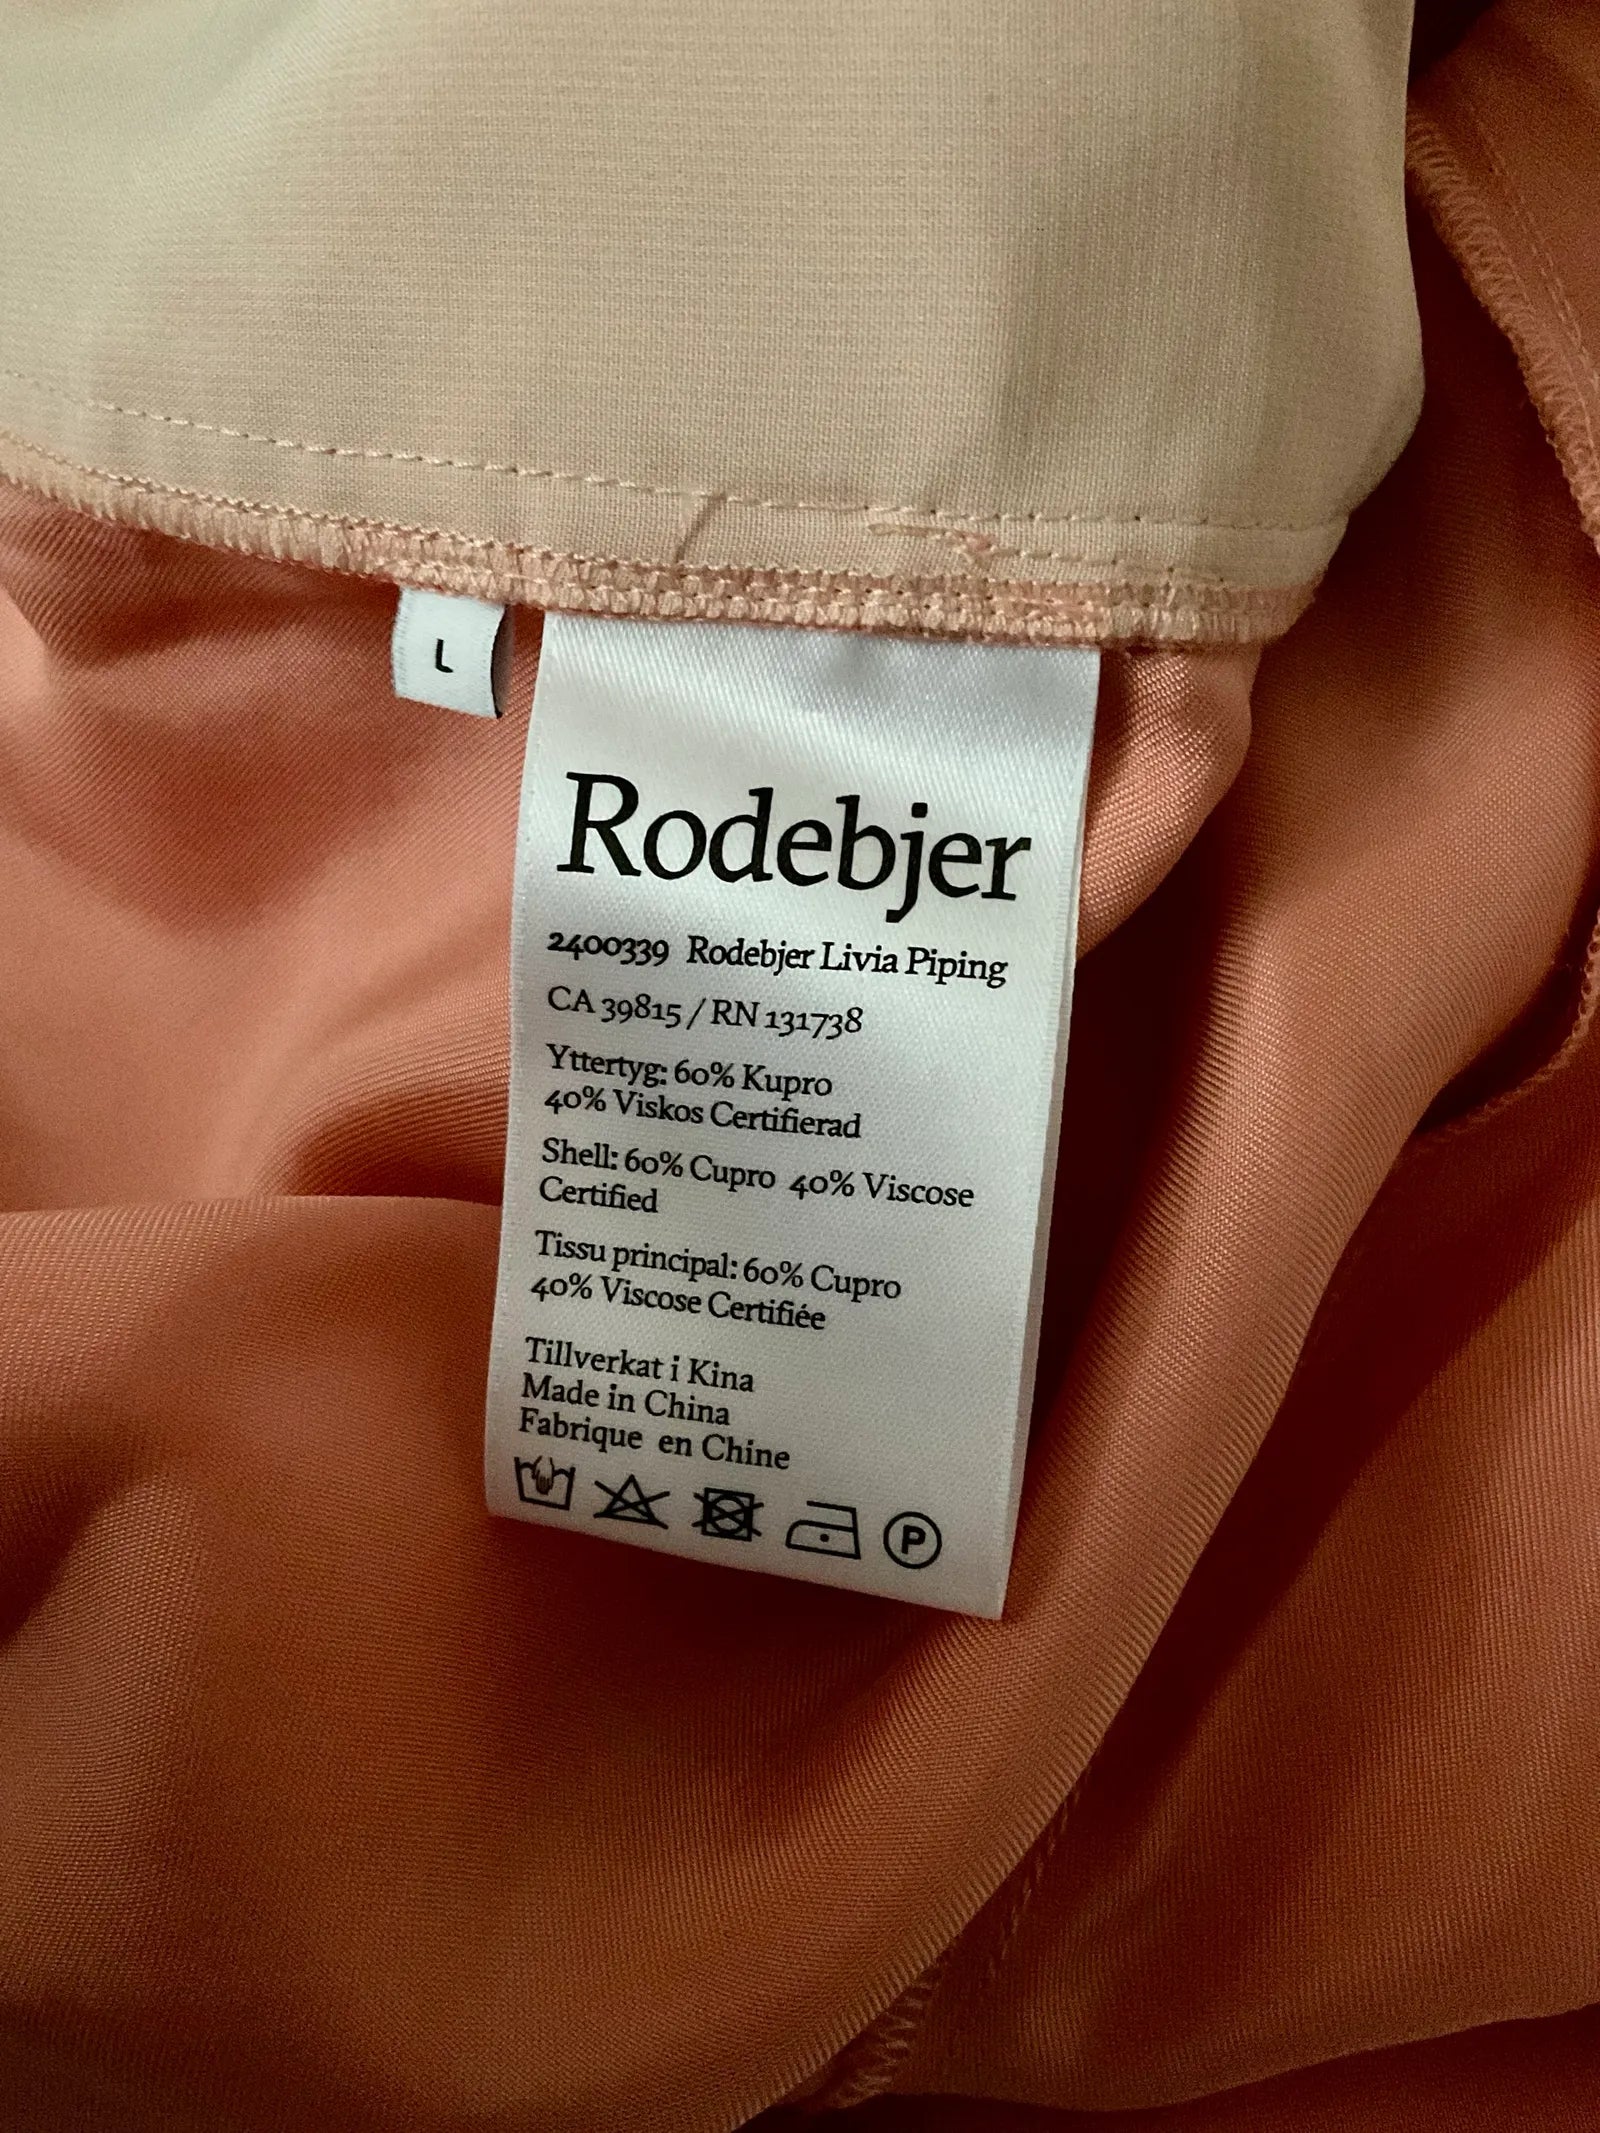 L
Rodebjer
2400339 Rodebjer Livia Piping
CA 39815 / RN 131738
Yttertyg: 60% Kupro
40% Viskos Certifierad
Shell: 60% Cupro 40% Viscose
Certified
Tissu principal: 60% Cupro
40% Viscose Certifiée
Tillverkat i Kina
Made in China
Fabrique en Chine
P